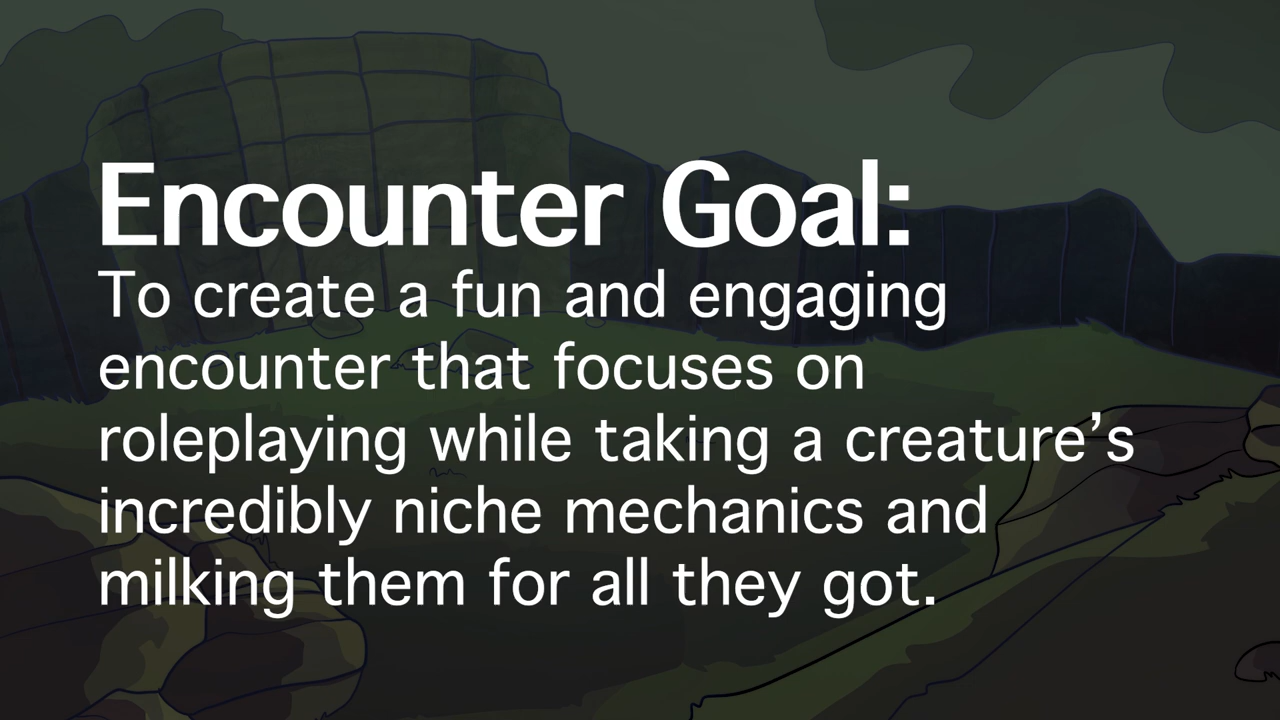 Encounter Goal:
To create a fun and engaging
encounter that focuses on
roleplaying while taking a creature’s
incredibly niche mechanics and
milking them for all they got.